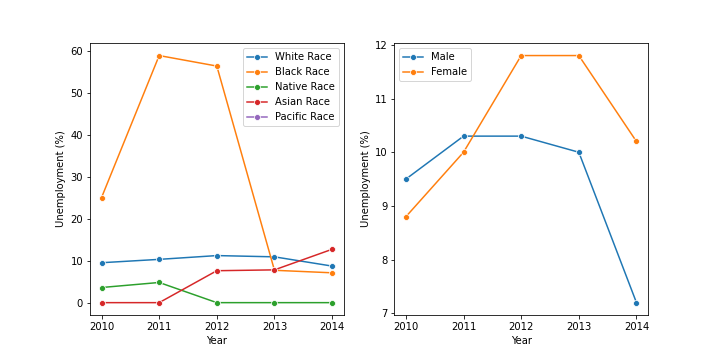 60
50
40
30
20
10
0
Unemployment (%)
2010 2011 2012 2013 2014
Year
White Race
Black Race
Native Race
Asian Race
Pacific Race
12
11
10
9
8
7
Unemployment (%)
2010 2011 2012 2013 2014
Year
Male
Female